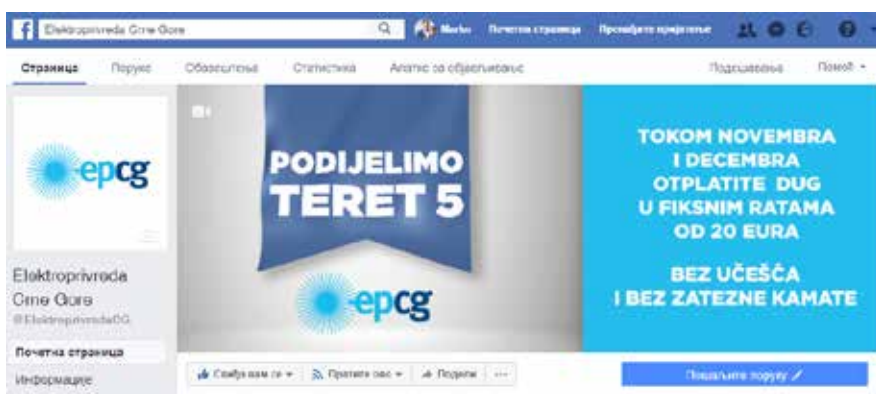 Elektroprivreda Crne Gore
Marko Почетна страница Пронађите пријатеље
Страница Поруке Обавештења Статистика Алатке за објављивање Подешавања Помоћ
epcg
PODIJELIMO
TERET 5
epcg
TOKOM NOVEMBRA
I DECEMBRA
OTPLATITE DUG
U FIKSNIM RATAMA
OD 20 EURA
BEZ UČEŠĆA
I BEZ ZATEZNE KAMATE
Elektroprivreda
Crne Gore
@ElektroprivredaCG
Почетна страница
Информације
Свиђа вам се Пратите ово Подели
Пошаљите поруку